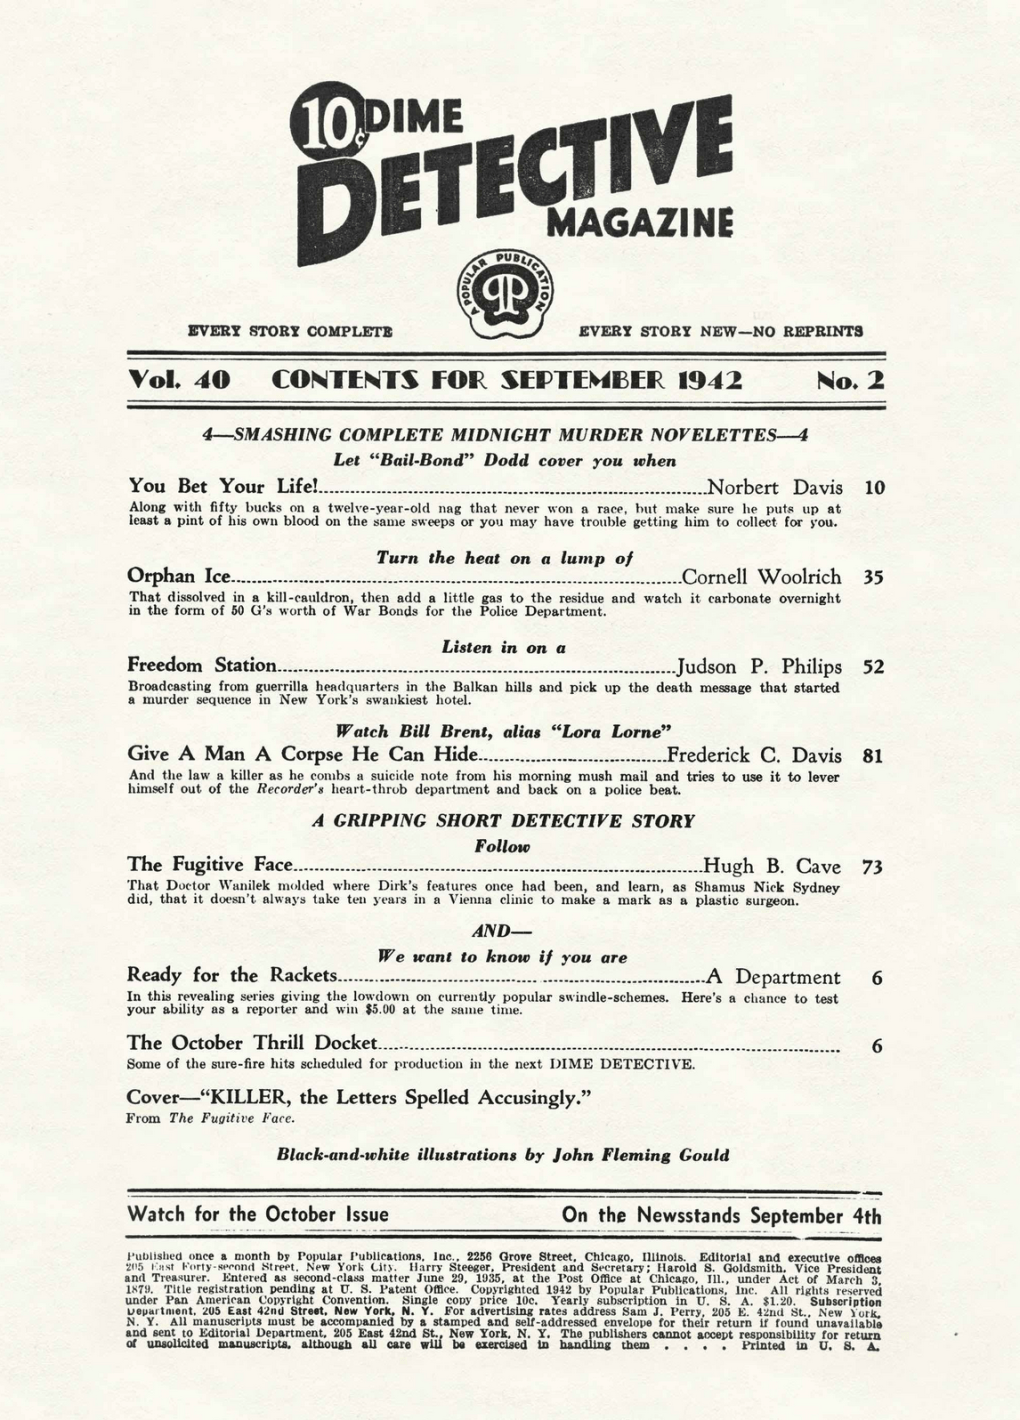 10¢ DIME
DETECTIVE
MAGAZINE
A POPULAR PUBLICATION
EVERY STORY COMPLETE
EVERY STORY NEW—NO REPRINTS
Vol. 40 CONTENTS FOR SEPTEMBER 1942 No. 2
4—SMASHING COMPLETE MIDNIGHT MURDER NOVELETTES—4
Let “Bail-Bond” Dodd cover you when
You Bet Your Life!........Norbert Davis 10
Along with fifty bucks on a twelve-year-old nag that never won a race, but make sure he puts up at
least a pint of his own blood on the same sweeps or you may have trouble getting him to collect for you.
Turn the heat on a lump of
Orphan Ice........Cornell Woolrich 35
That dissolved in a kill-cauldron, then add a little gas to the residue and watch it carbonate overnight
in the form of 50 G's worth of War Bonds for the Police Department.
Listen in on a
Freedom Station........Judson P. Philips 52
Broadcasting from guerrilla headquarters in the Balkan hills and pick up the death message that started
a murder sequence in New York's swankiest hotel.
Watch Bill Brent, alias “Lora Lorne”
Give A Man A Corpse He Can Hide........Frederick C. Davis 81
And the law a killer as he combs a suicide note from his morning mush mail and tries to use it to lever
himself out of the Recorder's heart-throb department and back on a police beat.
A GRIPPING SHORT DETECTIVE STORY
Follow
The Fugitive Face........Hugh B. Cave 73
That Doctor Wanilek molded where Dirk's features once had been, and learn, as Shamus Nick Sydney
did, that it doesn't always take ten years in a Vienna clinic to make a mark as a plastic surgeon.
AND—
We want to know if you are
Ready for the Rackets........A Department 6
In this revealing series giving the lowdown on currently popular swindle-schemes. Here's a chance to test
your ability as a reporter and win $5.00 at the same time.
The October Thrill Docket........ 6
Some of the sure-fire hits scheduled for production in the next DIME DETECTIVE.
Cover—“KILLER, the Letters Spelled Accusingly.”
From The Fugitive Face.
Black-and-white illustrations by John Fleming Gould
Watch for the October Issue On the Newsstands September 4th
Published once a month by Popular Publications, Inc., 2256 Grove Street, Chicago, Illinois. Editorial and executive offices
205 East Forty-second Street, New York City. Harry Steeger, President and Secretary; Harold S. Goldsmith, Vice President
and Treasurer. Entered as second-class matter June 29, 1935, at the Post Office at Chicago, Ill., under Act of March 3,
1879. Title registration pending at U. S. Patent Office. Copyrighted 1942 by Popular Publications, Inc. All rights reserved
under Pan American Copyright Convention. Single copy price 10c. Yearly subscription in U. S. A. $1.20. Subscription
Department, 205 East 42nd Street, New York, N. Y. For advertising rates address Sam J. Perry, 205 E. 42nd St., New York,
N. Y. All manuscripts must be accompanied by a stamped and self-addressed envelope for their return if found unavailable
and sent to Editorial Department, 205 East 42nd St., New York, N. Y. The publishers cannot accept responsibility for return
of unsolicited manuscripts, although all care will be exercised in handling them . . . . Printed in U. S. A.